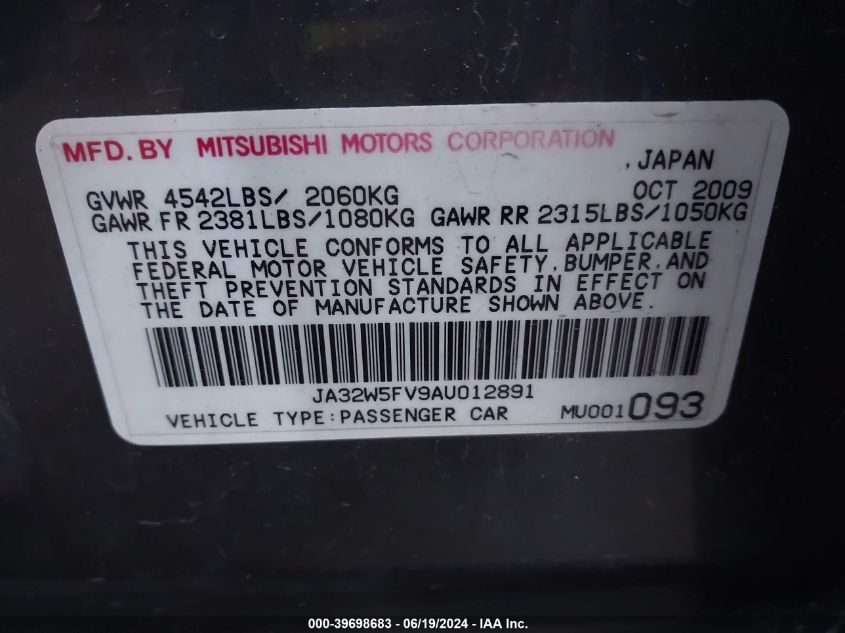 MFD. BY MITSUBISHI MOTORS CORPORATION
, JAPAN
GVWR 4542LBS/ 2060KG OCT 2009
GAWR FR 2381LBS/1080KG GAWR RR 2315LBS/1050KG
THIS VEHICLE CONFORMS TO ALL APPLICABLE
FEDERAL MOTOR VEHICLE SAFETY, BUMPER, AND
THEFT PREVENTION STANDARDS IN EFFECT ON
THE DATE OF MANUFACTURE SHOWN ABOVE.
JA32W5FV9AU012891
VEHICLE TYPE:PASSENGER CAR MU001 093
000-39698683 - 06/19/2024 - IAA Inc.